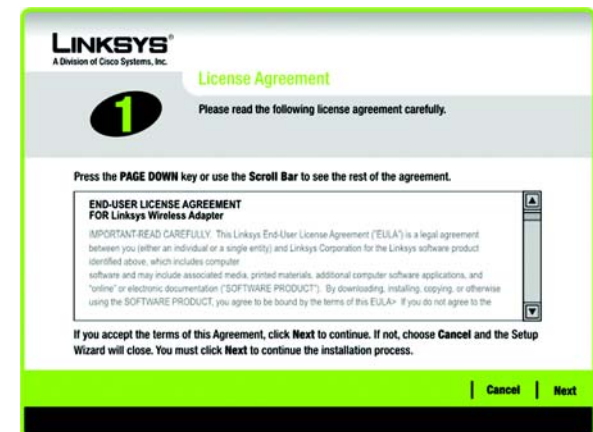 LINKSYS®
A Division of Cisco Systems, Inc.
License Agreement
1
Please read the following license agreement carefully.
Press the PAGE DOWN key or use the Scroll Bar to see the rest of the agreement.
END-USER LICENSE AGREEMENT
FOR Linksys Wireless Adapter
IMPORTANT-READ CAREFULLY: This Linksys End-User License Agreement ("EULA") is a legal agreement
between you (either an individual or a single entity) and Linksys Corporation for the Linksys software product
identified above, which includes computer
software and may include associated media, printed materials, additional computer software applications, and
"online" or electronic documentation ("SOFTWARE PRODUCT"). By downloading, installing, copying, or otherwise
using the SOFTWARE PRODUCT, you agree to be bound by the terms of this EULA> If you do not agree to the
If you accept the terms of this Agreement, click Next to continue. If not, choose Cancel and the Setup
Wizard will close. You must click Next to continue the installation process.
Cancel
Next